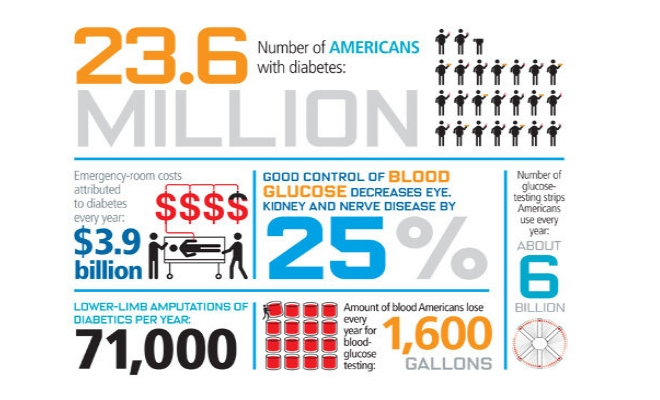 23.6
Number of AMERICANS
with diabetes:
MILLION
Emergency-room costs
attributed
to diabetes
every year:
$3.9
billion
$$$$
GOOD CONTROL OF BLOOD
GLUCOSE DECREASES EYE,
KIDNEY AND NERVE DISEASE BY
25%
Number of
glucose-
testing strips
Americans
use every
year:
ABOUT
6
BILLION
LOWER-LIMB AMPUTATIONS OF
DIABETICS PER YEAR:
71,000
Amount of blood Americans lose
every
year for
blood-
glucose
testing:
1,600
GALLONS